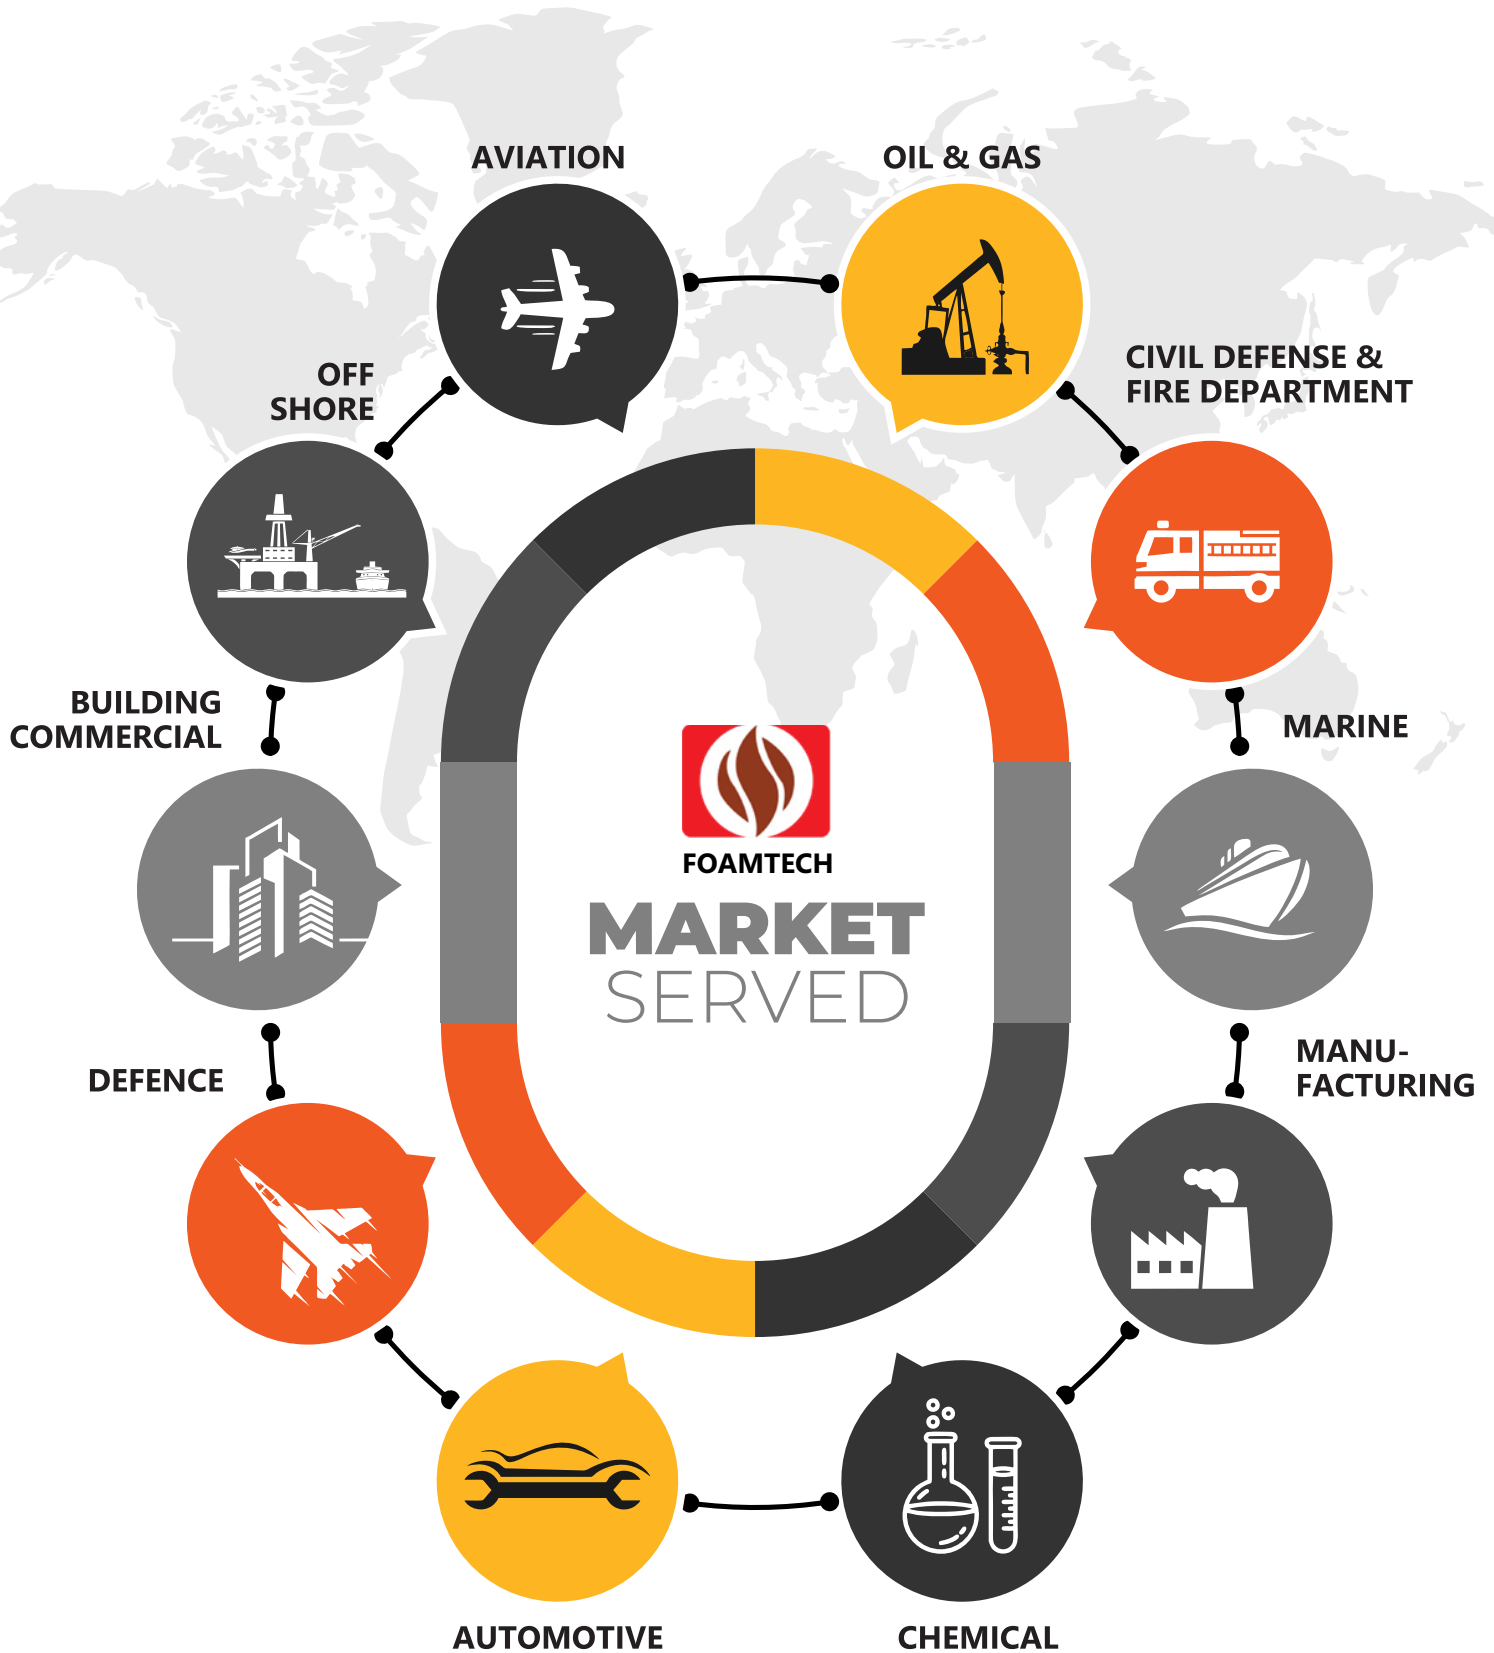 AVIATION
OIL & GAS
OFF
SHORE
CIVIL DEFENSE &
FIRE DEPARTMENT
BUILDING
COMMERCIAL
MARINE
FOAMTECH
MARKET
SERVED
DEFENCE
MANU-
FACTURING
AUTOMOTIVE
CHEMICAL